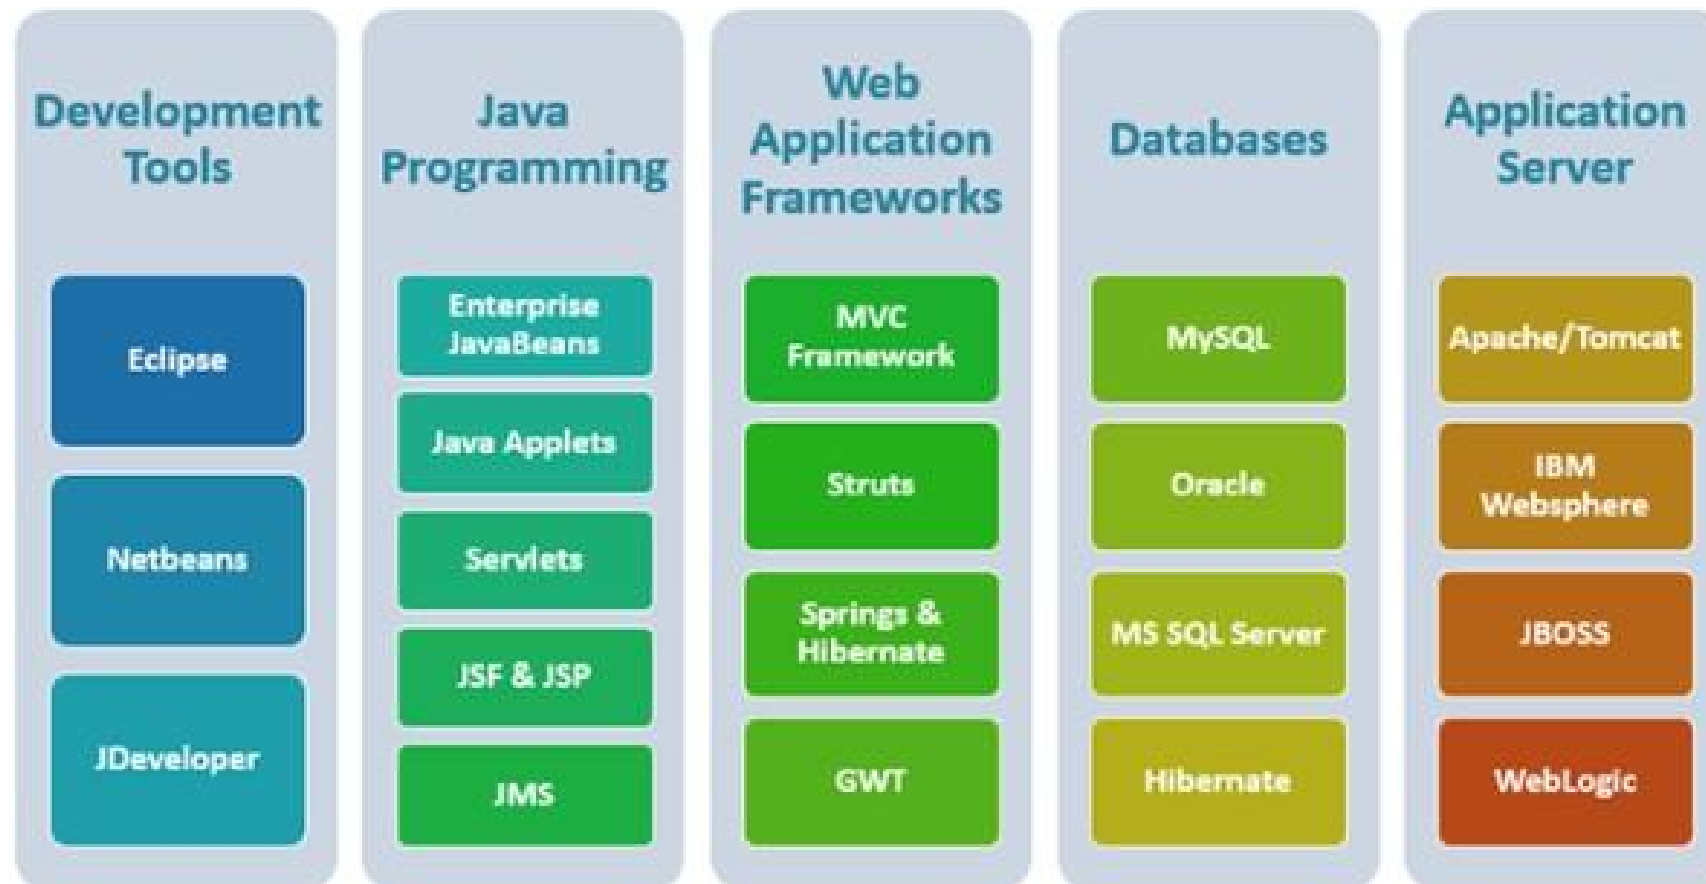 Development
Tools
Eclipse
Netbeans
JDeveloper
Java
Programming
Enterprise
JavaBeans
Java Applets
Servlets
JSF & JSP
JMS
Web
Application
Frameworks
MVC
Framework
Struts
Springs &
Hibernate
GWT
Databases
MySQL
Oracle
MS SQL Server
Hibernate
Application
Server
Apache/Tomcat
IBM
Websphere
JBOSS
WebLogic